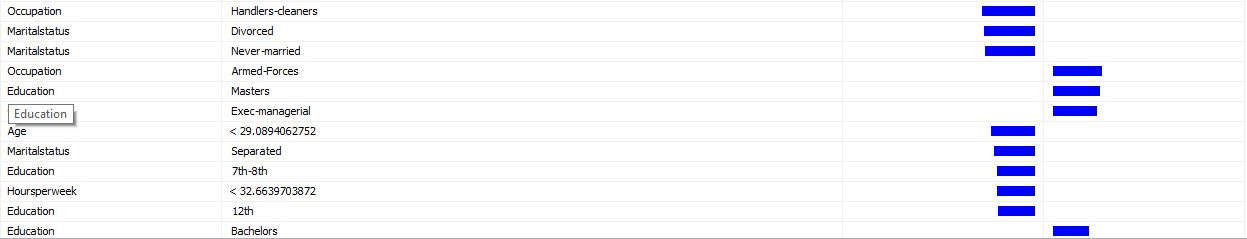 Occupation Handlers-cleaners
Maritalstatus Divorced
Maritalstatus Never-married
Occupation Armed-Forces
Education Masters
Education Exec-managerial
Age < 29.0894062752
Maritalstatus Separated
Education 7th-8th
Hoursperweek < 32.6639703872
Education 12th
Education Bachelors